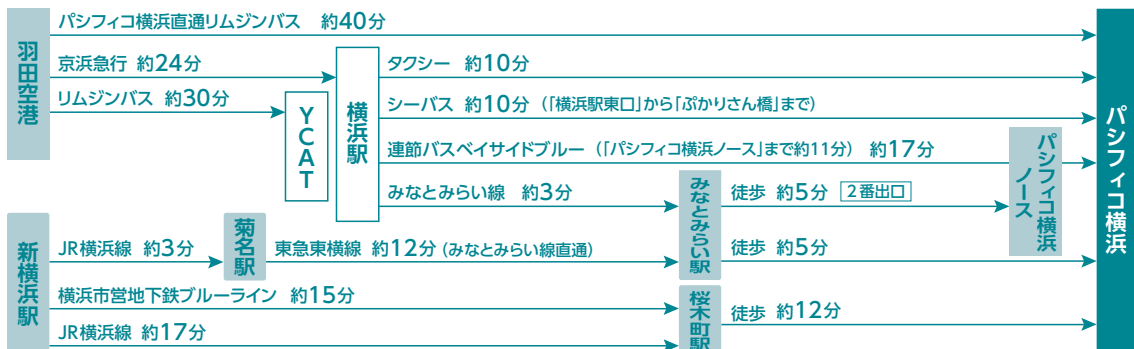 羽田空港
パシフィコ横浜直通リムジンバス 約40分
京浜急行 約24分
リムジンバス 約30分
YCAT
横浜駅
タクシー 約10分
シーバス 約10分（「横浜駅東口」から「ぷかりさん橋」まで）
連節バスベイサイドブルー（「パシフィコ横浜ノース」まで約11分） 約17分
みなとみらい線 約3分
みなとみらい駅
徒歩 約5分 2番出口
パシフィコ横浜
ノース
徒歩 約5分
パシフィコ横浜
新横浜駅
JR横浜線 約3分
菊名駅
東急東横線 約12分（みなとみらい線直通）
横浜市営地下鉄ブルーライン 約15分
JR横浜線 約17分
桜木町駅
徒歩 約12分